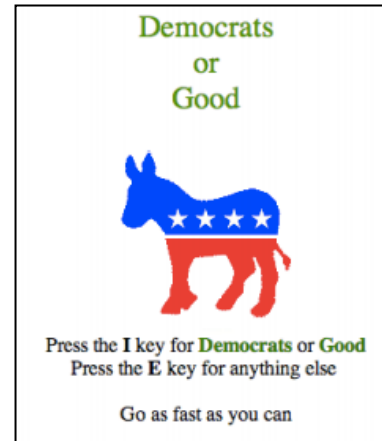 Democrats
or
Good
Press the I key for Democrats or Good
Press the E key for anything else
Go as fast as you can